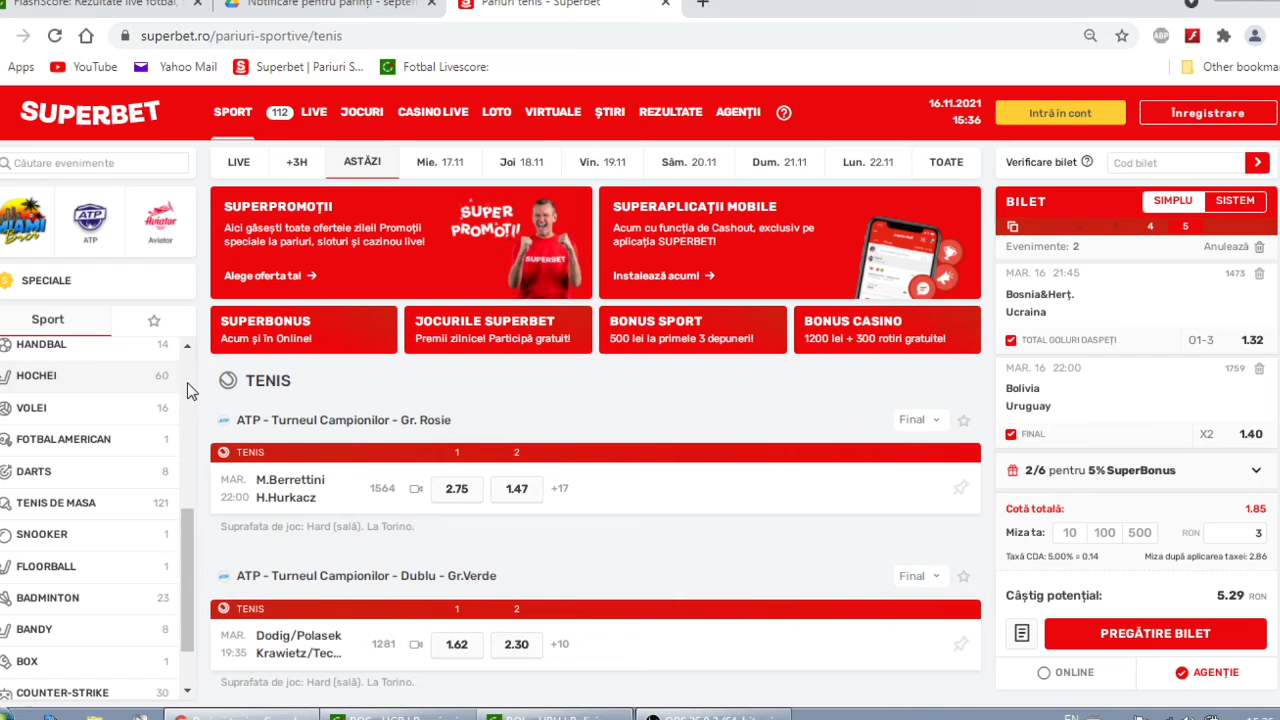 FlashScore: Rezultate live fotbal,
Notificare pentru părinți - septen
Pariuri tenis - Superbet
superbet.ro/pariuri-sportive/tenis
ABP
Apps
YouTube
Yahoo Mail
Superbet | Pariuri S...
Fotbal Livescore:
Other bookma
SUPERBET
SPORT
112 LIVE
JOCURI
CASINO LIVE
LOTO
VIRTUALE
ȘTIRI
REZULTATE
AGENȚII
16.11.2021
15:36
Intră în cont
Înregistrare
Căutare evenimente
LIVE
+3H
ASTĂZI
Mie. 17.11
Joi 18.11
Vin. 19.11
Sâm. 20.11
Dum. 21.11
Lun. 22.11
TOATE
Verificare bilet
Cod bilet
ATP
ATP
Aviator
Aviator
SPECIALE
Sport
HANDBAL 14
HOCHEI 60
VOLEI 16
FOTBAL AMERICAN 1
DARTS 8
TENIS DE MASA 121
SNOOKER 1
FLOORBALL 1
BADMINTON 23
BANDY 8
BOX 1
COUNTER-STRIKE 30
SUPERPROMOȚII
Aici găsești toate ofertele zilei! Promoții
speciale la pariuri, sloturi și cazinou live!
Alege oferta ta!
SUPER
PROMOȚII
SUPERBET
SUPERAPLICAȚII MOBILE
Acum cu funcția de Cashout, exclusiv pe
aplicația SUPERBET!
Instalează acum!
SUPERBONUS
Acum și în Online!
JOCURILE SUPERBET
Premii zilnice! Participă gratuit!
BONUS SPORT
500 lei la primele 3 depuneri!
BONUS CASINO
1200 lei + 300 rotiri gratuite!
TENIS
ATP - Turneul Campionilor - Gr. Rosie
Final
TENIS 1 2
MAR. M.Berrettini
22:00 H.Hurkacz
1564 2.75 1.47 +17
Suprafata de joc: Hard (sală). La Torino.
ATP - Turneul Campionilor - Dublu - Gr.Verde
Final
TENIS 1 2
MAR. Dodig/Polasek
19:35 Krawietz/Tec...
1281 1.62 2.30 +10
Suprafata de joc: Hard (sală). La Torino.
BILET
SIMPLU
SISTEM
4 5
Evenimente: 2
Anulează
MAR. 16 21:45 1473
Bosnia&Herț.
Ucraina
TOTAL GOLURI OASPEȚI O1-3 1.32
MAR. 16 22:00 1759
Bolivia
Uruguay
FINAL X2 1.40
2/6 pentru 5% SuperBonus
Cotă totală: 1.85
Miza ta: 10 100 500 RON 3
Taxă CDA: 5.00% = 0.14
Miza după aplicarea taxei: 2.86
Câștig potențial: 5.29 RON
PREGĂTIRE BILET
ONLINE
AGENȚIE
EN